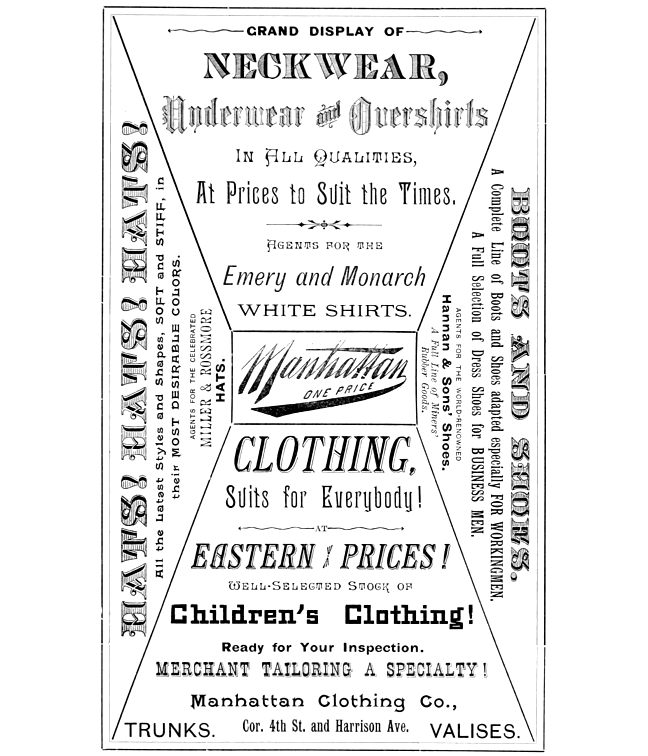 GRAND DISPLAY OF
NECKWEAR,
Underwear and Overshirts
IN ALL QUALITIES,
At Prices to Suit the Times.
AGENTS FOR THE
Emery and Monarch
WHITE SHIRTS.
HATS! HATS! HATS!
All the Latest Styles and Shapes, SOFT and STIFF, in
their MOST DESIRABLE COLORS.
AGENTS FOR THE CELEBRATED
MILLER & ROSSMORE
HATS.
Manhattan
ONE PRICE
BOOTS AND SHOES.
A Complete Line of Boots and Shoes adapted especially FOR WORKINGMEN.
A Full Selection of Dress Shoes for BUSINESS MEN.
AGENTS FOR THE WORLD-RENOWNED
Hannan & Sons' Shoes.
A Full Line of Miners'
Rubber Goods.
CLOTHING,
Suits for Everybody!
AT
EASTERN PRICES!
WELL-SELECTED STOCK OF
Children's Clothing!
Ready for Your Inspection.
MERCHANT TAILORING A SPECIALTY!
Manhattan Clothing Co.,
Cor. 4th St. and Harrison Ave.
TRUNKS.
VALISES.